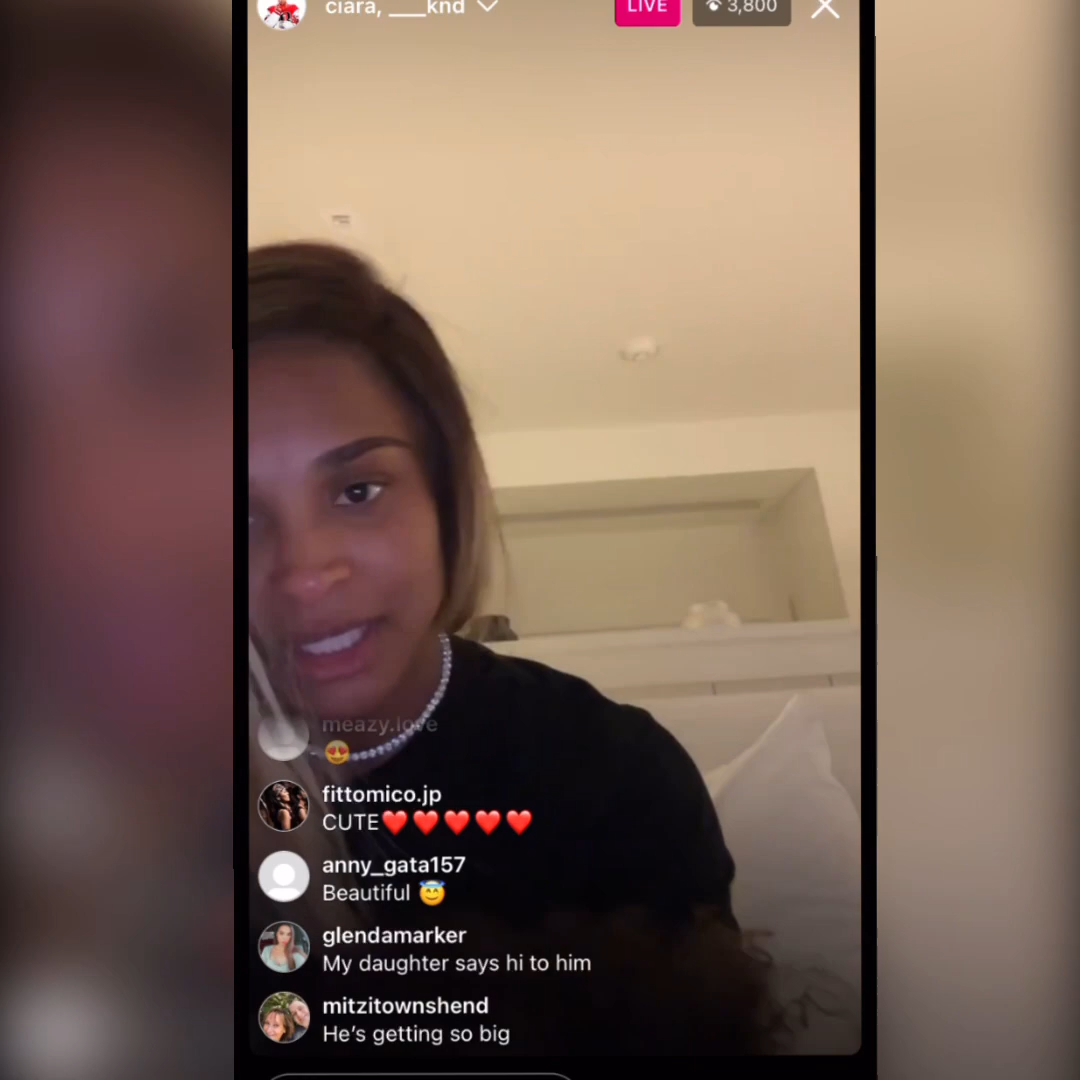 ciara, ___knd
LIVE
3,800
meazy.love
😍
fittomico.jp
CUTE❤️❤️❤️❤️❤️
anny_gata157
Beautiful 😇
glendamarker
My daughter says hi to him
mitzitownshend
He's getting so big